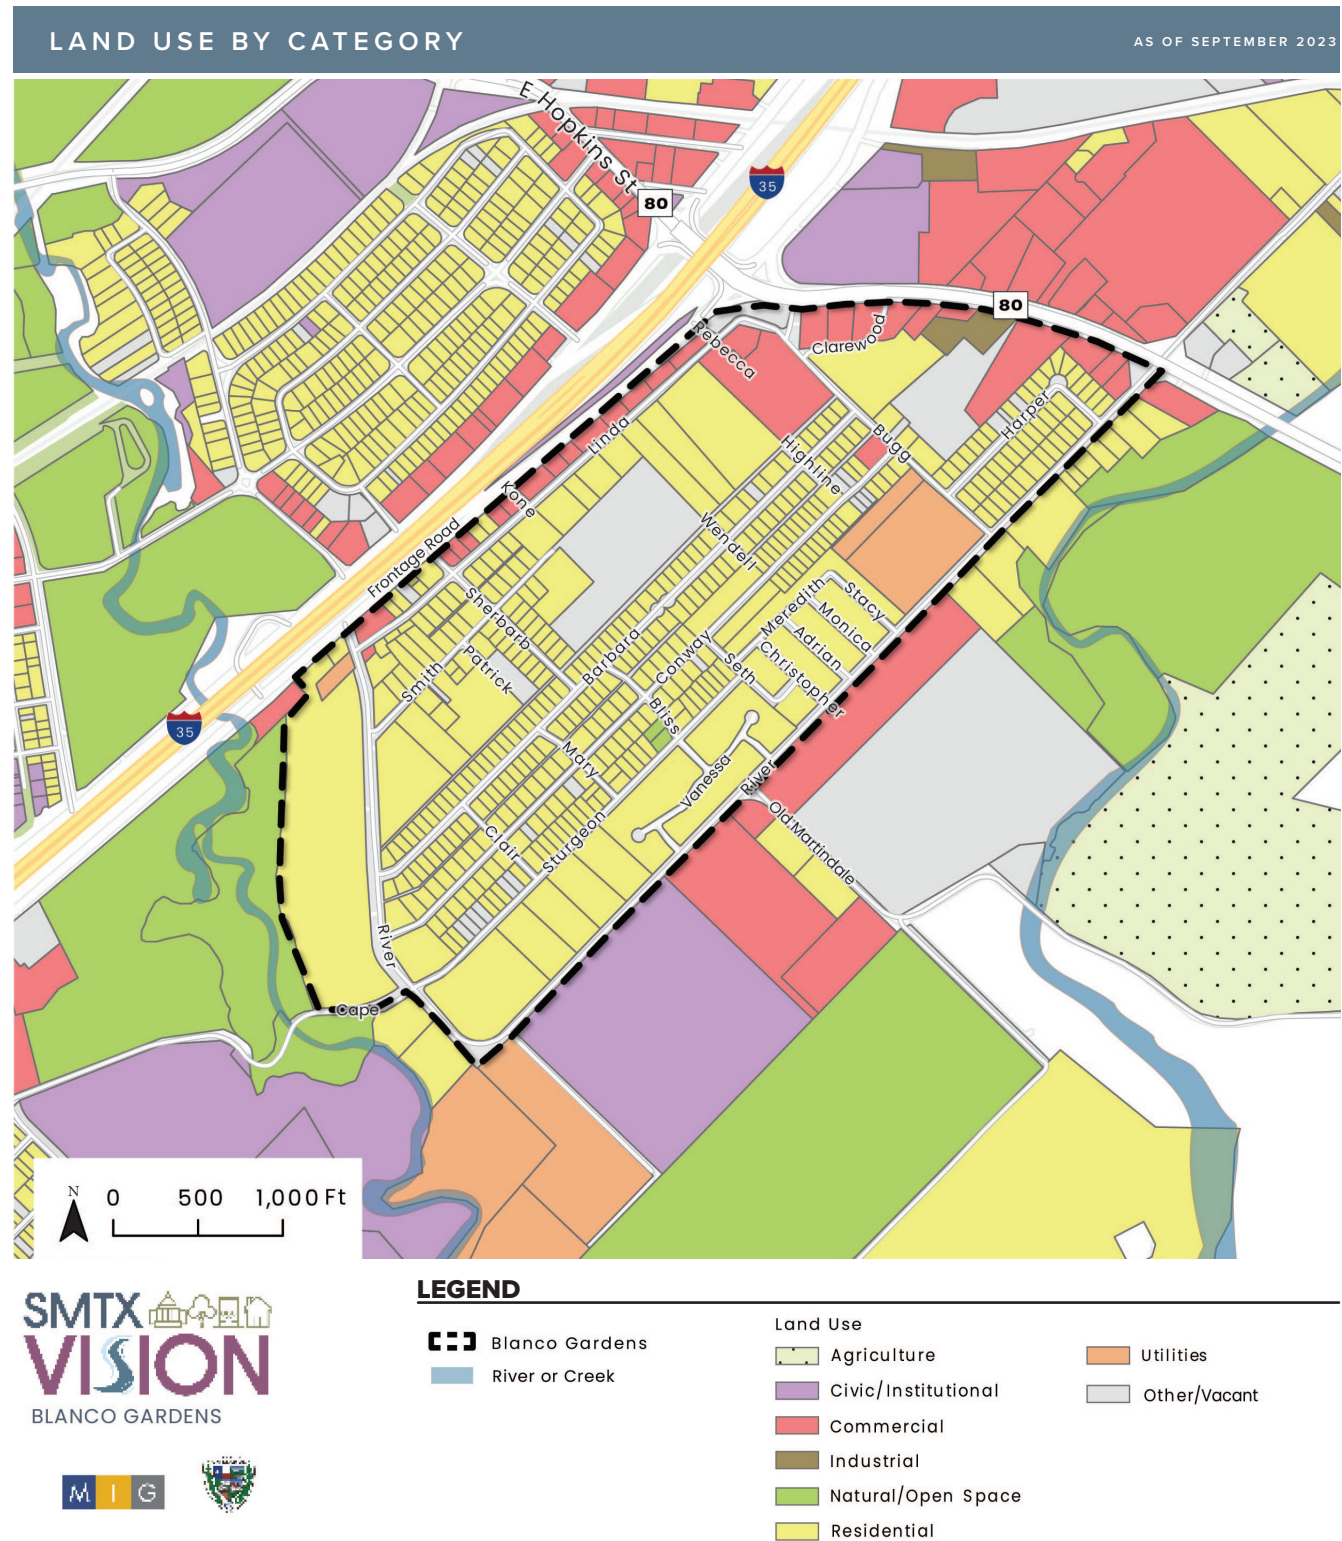 LAND USE BY CATEGORY
AS OF SEPTEMBER 2023
E Hopkins St
80
35
80
Rebecca
Clarewood
Linda
Bugg
Harper
Highline
Kone
Wendell
Frontage Road
Sherbarb
Meredith
Stacy
Monica
Adrian
Christopher
Barbara
Conway
Seth
Smith
Patrick
Bliss
35
Mary
Vanessa
River
Old Martindale
Clair
Sturgeon
River
Cape
N
0 500 1,000 Ft
SMTX
VISION
BLANCO GARDENS
M I G
LEGEND
Blanco Gardens
River or Creek
Land Use
Agriculture
Civic/Institutional
Commercial
Industrial
Natural/Open Space
Residential
Utilities
Other/Vacant